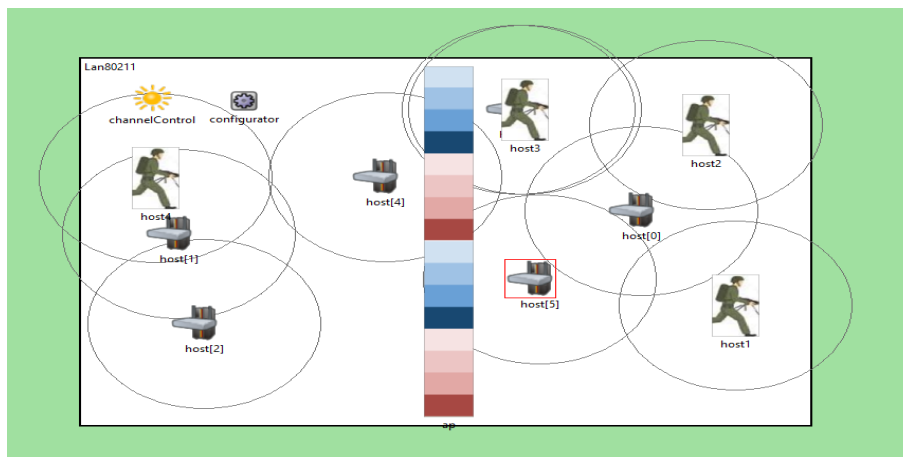 Lan80211
channelControl
configurator
host3
host2
host4
host[4]
host[0]
host[1]
host[5]
host1
host[2]
ap